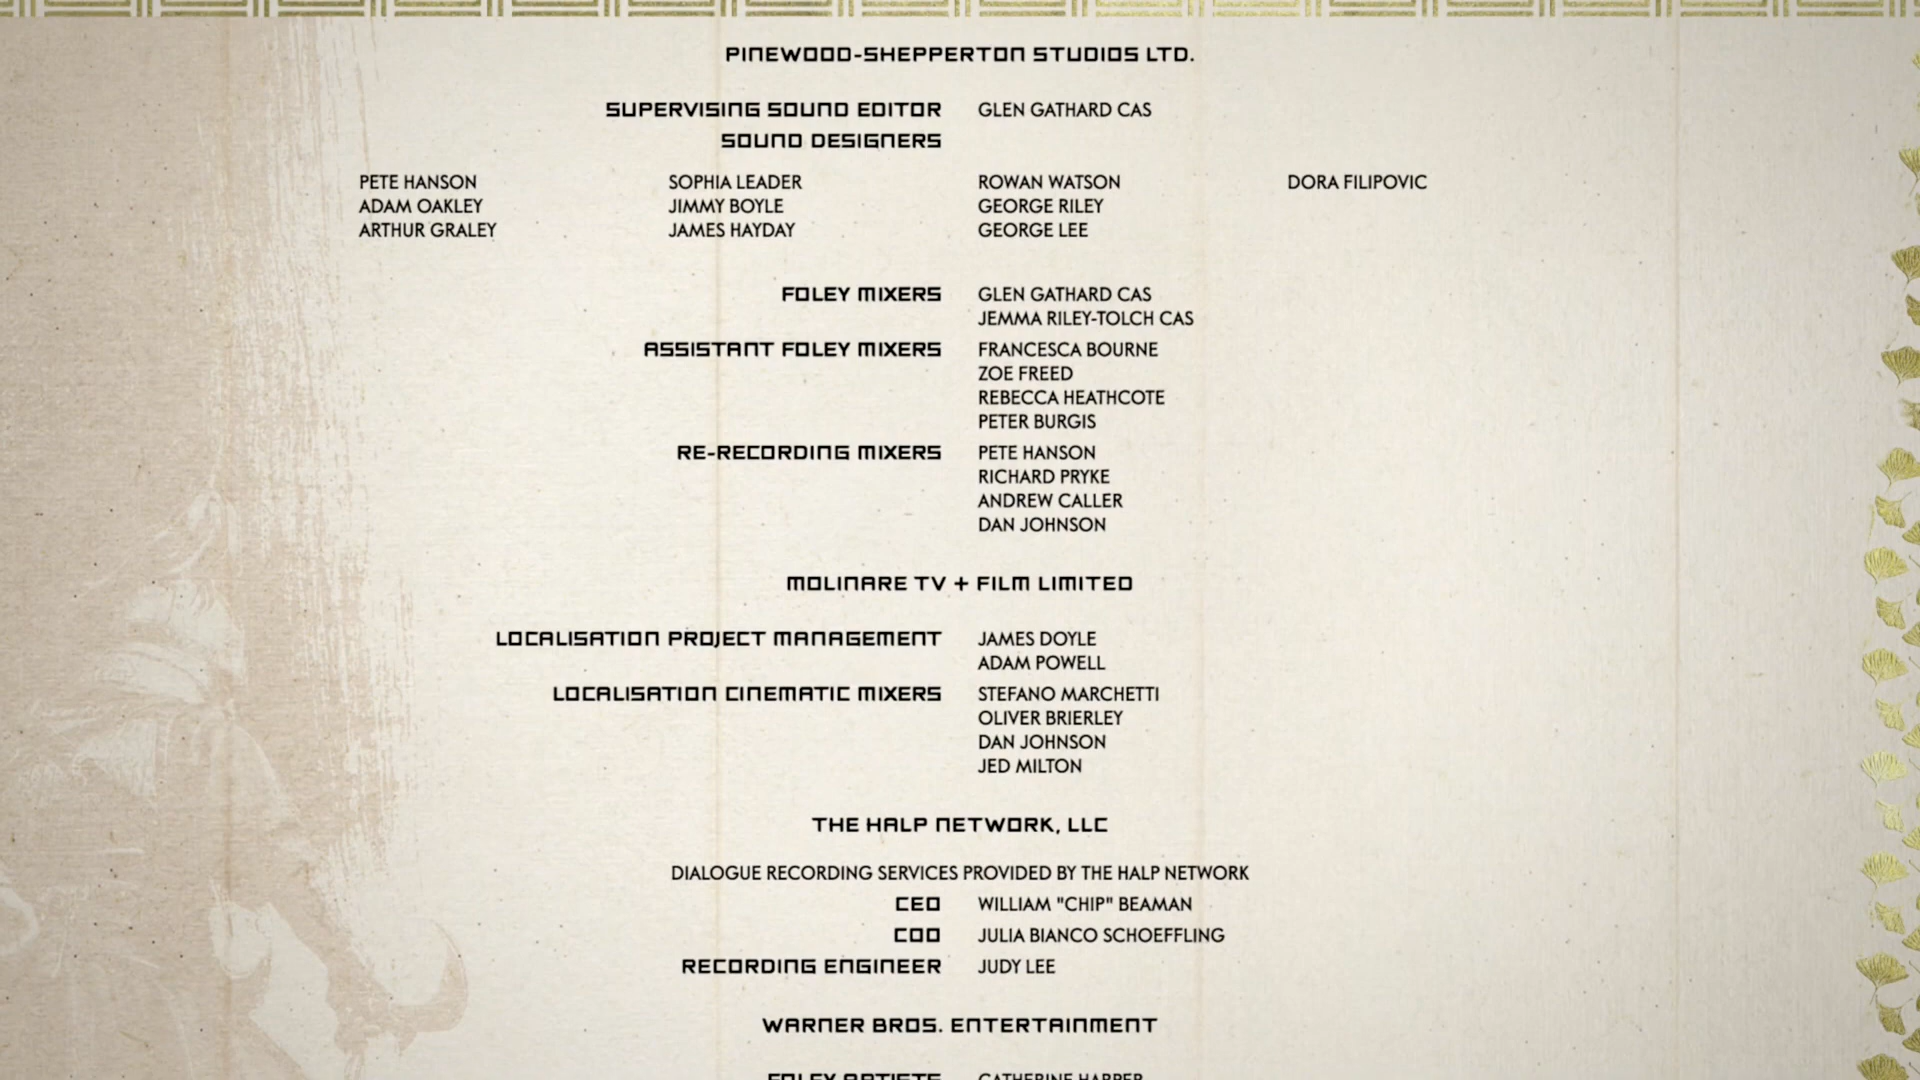 PINEWOOD-SHEPPERTON STUDIOS LTD.
SUPERVISING SOUND EDITOR GLEN GATHARD CAS
SOUND DESIGNERS
PETE HANSON SOPHIA LEADER ROWAN WATSON DORA FILIPOVIC
ADAM OAKLEY JIMMY BOYLE GEORGE RILEY
ARTHUR GRALEY JAMES HAYDAY GEORGE LEE
FOLEY MIXERS GLEN GATHARD CAS
JEMMA RILEY-TOLCH CAS
ASSISTANT FOLEY MIXERS FRANCESCA BOURNE
ZOE FREED
REBECCA HEATHCOTE
PETER BURGIS
RE-RECORDING MIXERS PETE HANSON
RICHARD PRYKE
ANDREW CALLER
DAN JOHNSON
MOLINARE TV + FILM LIMITED
LOCALISATION PROJECT MANAGEMENT JAMES DOYLE
ADAM POWELL
LOCALISATION CINEMATIC MIXERS STEFANO MARCHETTI
OLIVER BRIERLEY
DAN JOHNSON
JED MILTON
THE HALP NETWORK, LLC
DIALOGUE RECORDING SERVICES PROVIDED BY THE HALP NETWORK
CEO WILLIAM "CHIP" BEAMAN
COO JULIA BIANCO SCHOEFFLING
RECORDING ENGINEER JUDY LEE
WARNER BROS. ENTERTAINMENT
FOLEY ARTISTS CATHERINE HARPER